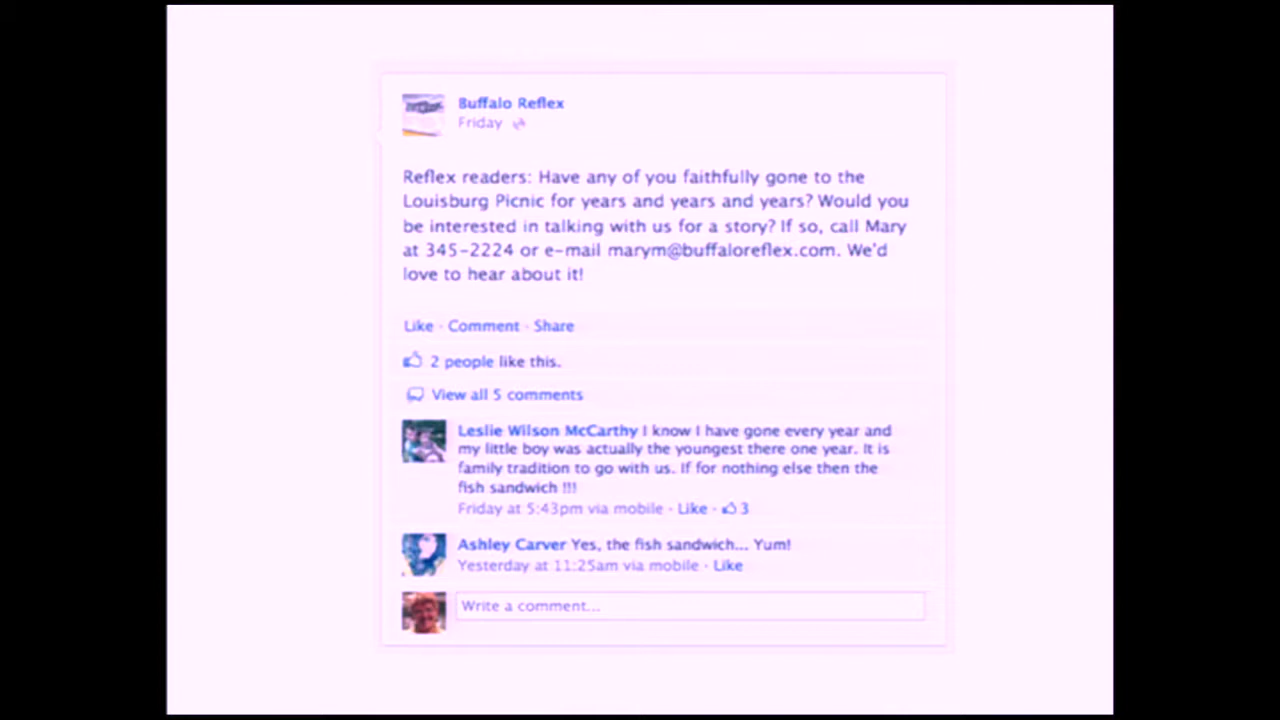 Buffalo Reflex
Friday
Reflex readers: Have any of you faithfully gone to the
Louisburg Picnic for years and years and years? Would you
be interested in talking with us for a story? If so, call Mary
at 345-2224 or e-mail marym@buffaloreflex.com. We'd
love to hear about it!
Like · Comment · Share
2 people like this.
View all 5 comments
Leslie Wilson McCarthy I know I have gone every year and
my little boy was actually the youngest there one year. It is
family tradition to go with us. If for nothing else then the
fish sandwich !!!
Friday at 5:43pm via mobile · Like · 3
Ashley Carver Yes, the fish sandwich... Yum!
Yesterday at 11:25am via mobile · Like
Write a comment...